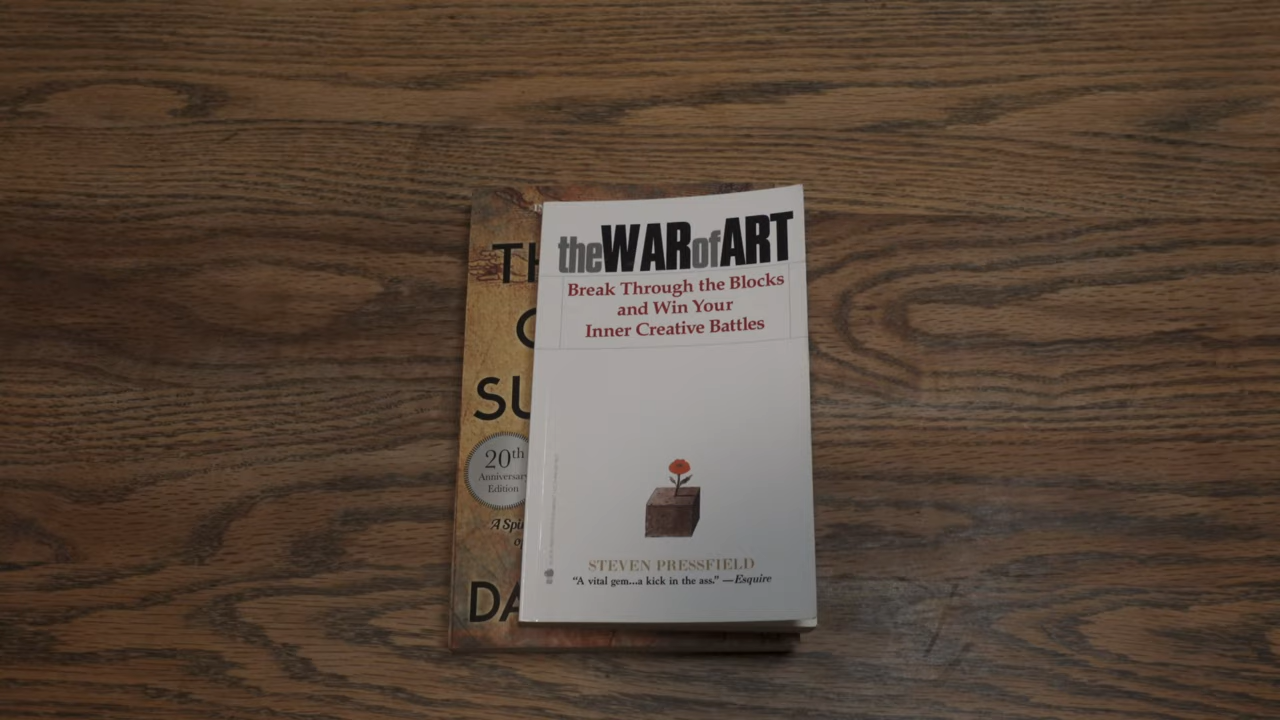 theWARofART
Break Through the Blocks
and Win Your
Inner Creative Battles
STEVEN PRESSFIELD
“A vital gem...a kick in the ass.” —Esquire
TH
SU
20th
Anniversary
Edition
A Spi
DA